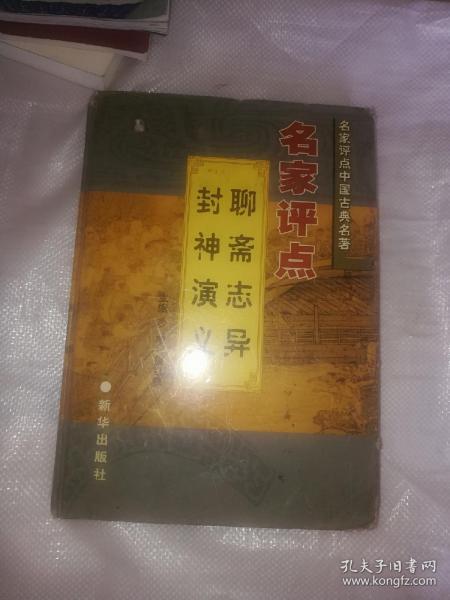 名家评点中国古典名著
名家评点
聊斋志异
封神演义
新华出版社
孔夫子旧书网
www.kongfz.com